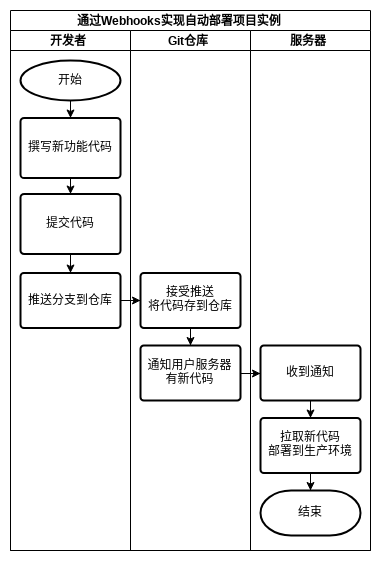 通过Webhooks实现自动部署项目实例
开发者
Git仓库
服务器
开始
撰写新功能代码
提交代码
推送分支到仓库
接受推送
将代码存到仓库
通知用户服务器
有新代码
收到通知
拉取新代码
部署到生产环境
结束